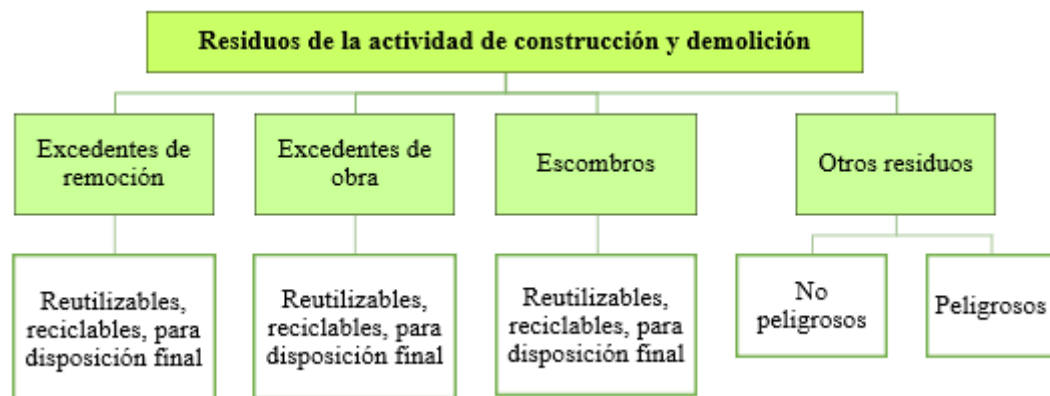 Residuos de la actividad de construcción y demolición
Excedentes de
remoción
Excedentes de
obra
Escombros
Otros residuos
Reutilizables,
reciclables, para
disposición final
Reutilizables,
reciclables, para
disposición final
Reutilizables,
reciclables, para
disposición final
No
peligrosos
Peligrosos